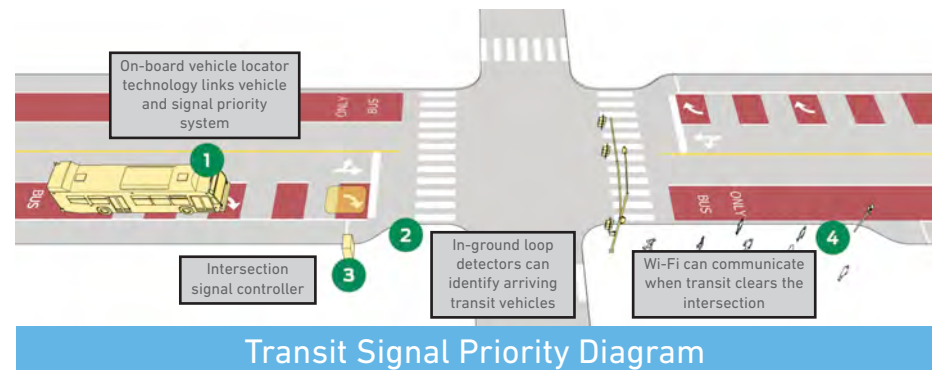 On-board vehicle locator
technology links vehicle
and signal priority
system
ONLY
BUS
1
BUS
2
3
Intersection
signal controller
In-ground loop
detectors can
identify arriving
transit vehicles
BUS
ONLY
4
Wi-Fi can communicate
when transit clears the
intersection
Transit Signal Priority Diagram